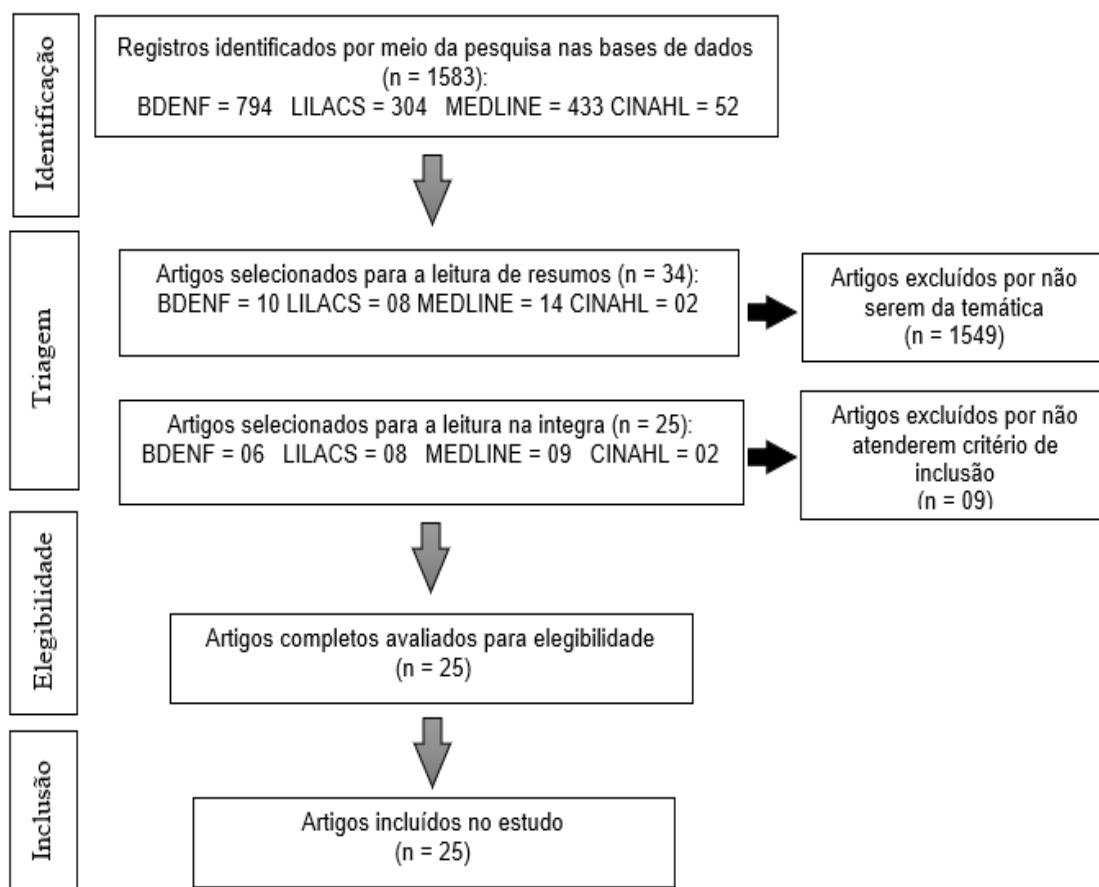 Identificação
Registros identificados por meio da pesquisa nas bases de dados
(n = 1583):
BDENF = 794 LILACS = 304 MEDLINE = 433 CINAHL = 52
Triagem
Artigos selecionados para a leitura de resumos (n = 34):
BDENF = 10 LILACS = 08 MEDLINE = 14 CINAHL = 02
Artigos excluídos por não
serem da temática
(n = 1549)
Artigos selecionados para a leitura na integra (n = 25):
BDENF = 06 LILACS = 08 MEDLINE = 09 CINAHL = 02
Artigos excluídos por não
atenderem critério de
inclusão
(n = 09)
Elegibilidade
Artigos completos avaliados para elegibilidade
(n = 25)
Inclusão
Artigos incluídos no estudo
(n = 25)